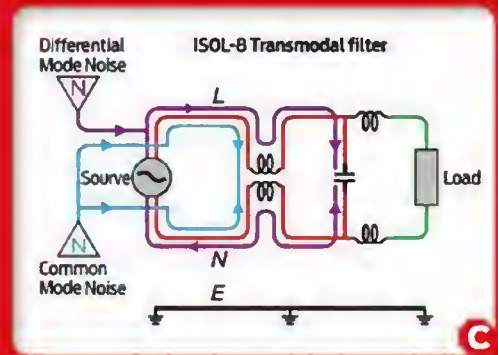 Differential
Mode Noise
ISOL-8 Transmodal filter
N
L
Sourve
Load
N
Common
Mode Noise
N
E
C